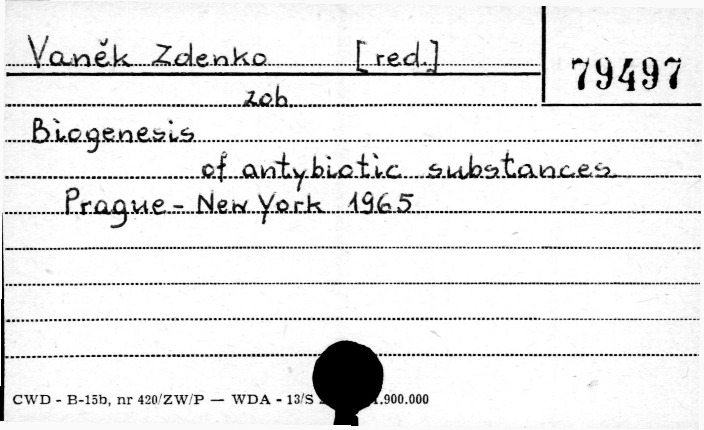 Vaněk Zdenko [red.]
79497
zob.
Biogenesis
of antybiotic substances
Prague - New York 1965
CWD - B-15b, nr 420/ZW/P — WDA - 13/S .900.000